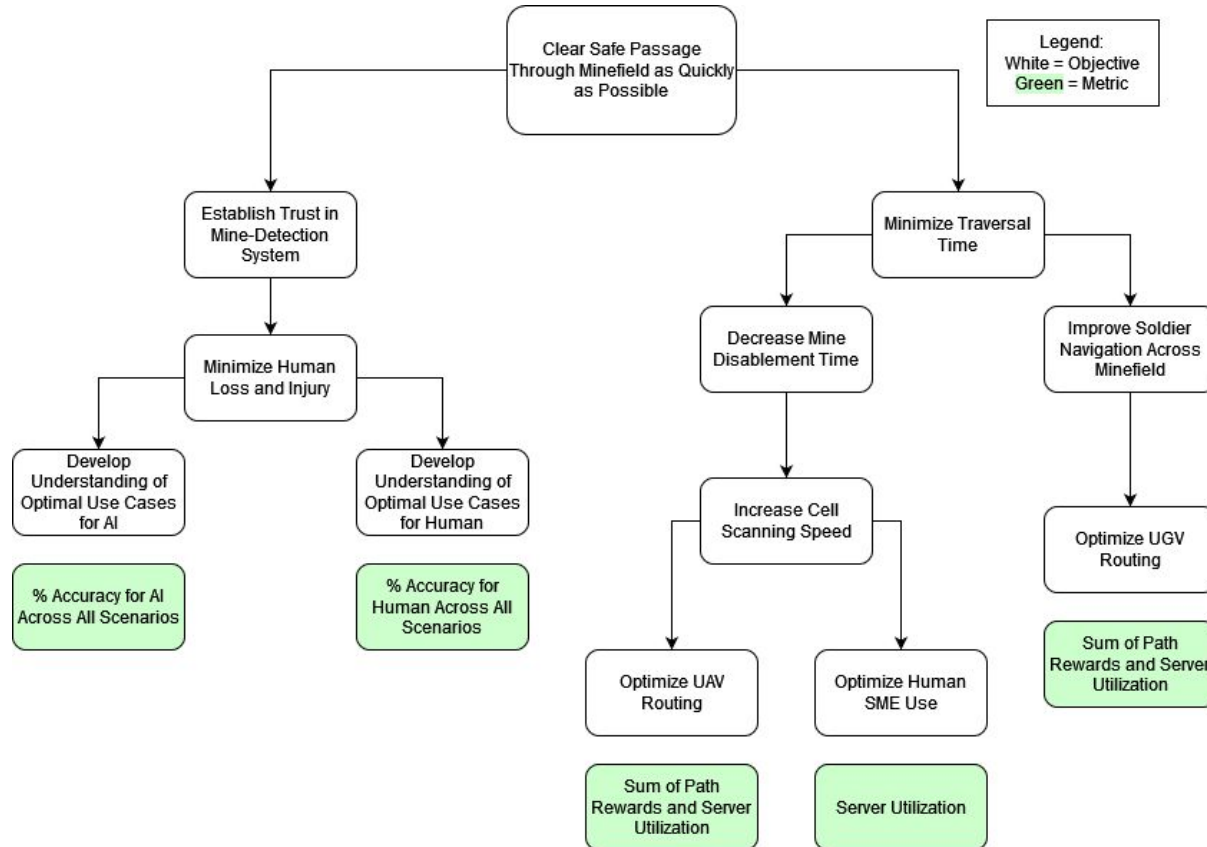 Clear Safe Passage
Through Minefield as Quickly
as Possible
Legend:
White = Objective
Green = Metric
Establish Trust in
Mine-Detection
System
Minimize Traversal
Time
Minimize Human
Loss and Injury
Decrease Mine
Disablement Time
Improve Soldier
Navigation Across
Minefield
Develop
Understanding of
Optimal Use Cases
for AI
Develop
Understanding of
Optimal Use Cases
for Human
Increase Cell
Scanning Speed
Optimize UGV
Routing
% Accuracy for AI
Across All Scenarios
% Accuracy for
Human Across All
Scenarios
Sum of Path
Rewards and Server
Utilization
Optimize UAV
Routing
Optimize Human
SME Use
Sum of Path
Rewards and Server
Utilization
Server Utilization